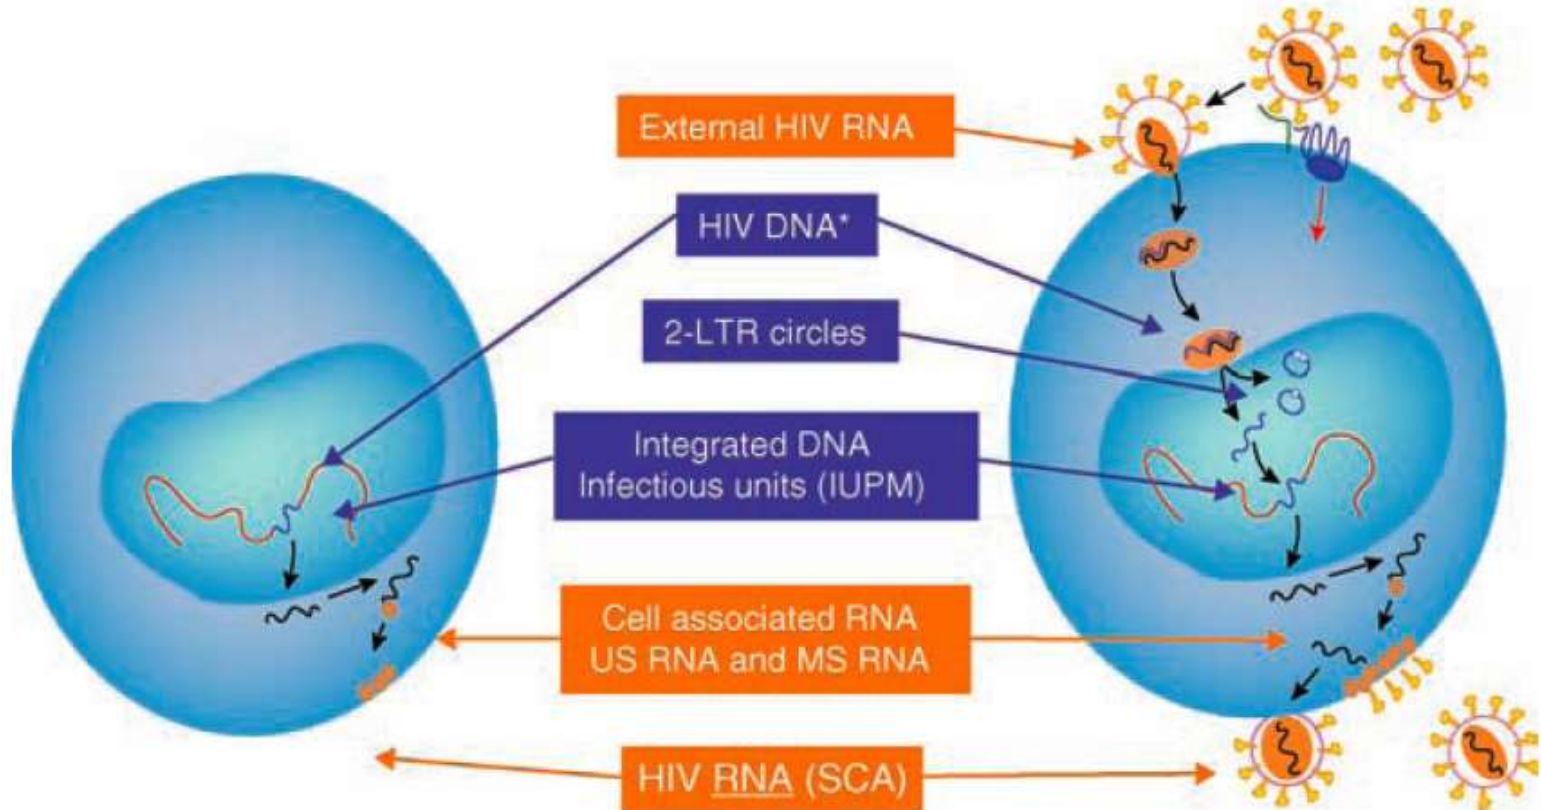 External HIV RNA
HIV DNA*
2-LTR circles
Integrated DNA
Infectious units (IUPM)
Cell associated RNA
US RNA and MS RNA
HIV RNA (SCA)